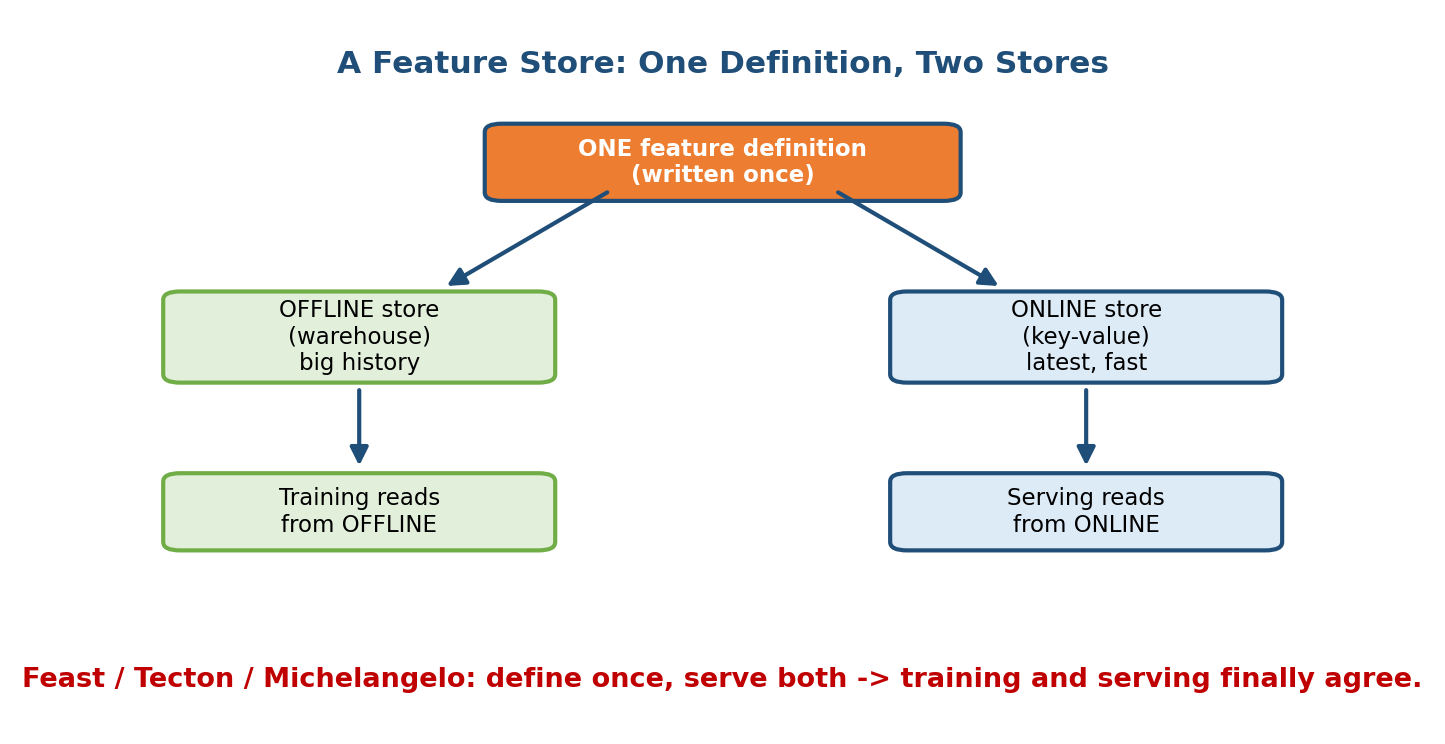 A Feature Store: One Definition, Two Stores
ONE feature definition
(written once)
OFFLINE store
(warehouse)
big history
ONLINE store
(key-value)
latest, fast
Training reads
from OFFLINE
Serving reads
from ONLINE
Feast / Tecton / Michelangelo: define once, serve both -> training and serving finally agree.